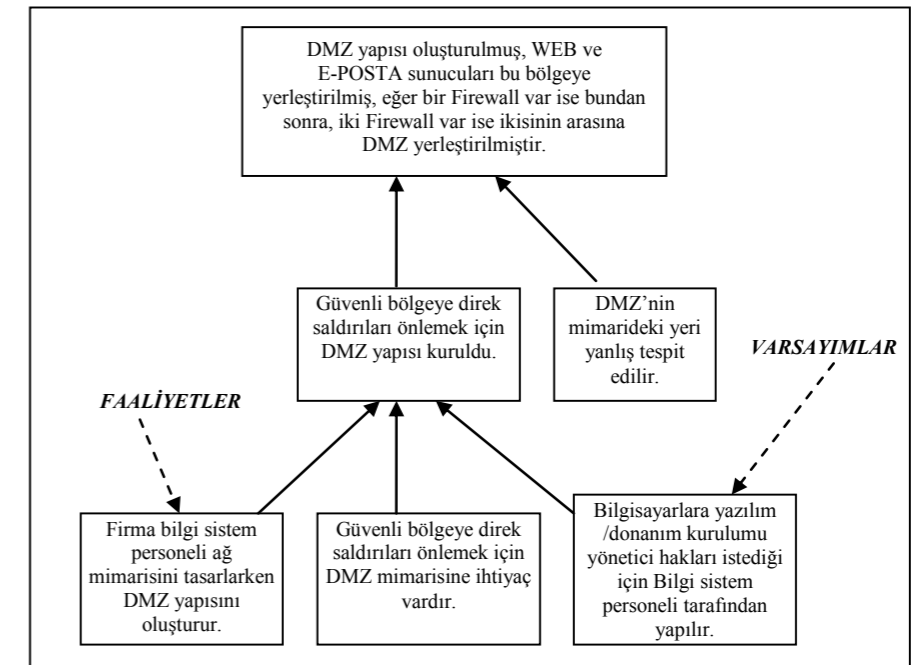 DMZ yapısı oluşturulmuş, WEB ve
E-POSTA sunucuları bu bölgeye
yerleştirilmiş, eğer bir Firewall var ise bundan
sonra, iki Firewall var ise ikisinin arasına
DMZ yerleştirilmiştir.
Güvenli bölgeye direk
saldırıları önlemek için
DMZ yapısı kuruldu.
DMZ’nin
mimarideki yeri
yanlış tespit
edilir.
VARSAYIMLAR
FAALİYETLER
Firma bilgi sistem
personeli ağ
mimarisini tasarlarken
DMZ yapısını
oluşturur.
Güvenli bölgeye direk
saldırıları önlemek için
DMZ mimarisine ihtiyaç
vardır.
Bilgisayarlara yazılım
/donanım kurulumu
yönetici hakları istediği
için Bilgi sistem
personeli tarafından
yapılır.